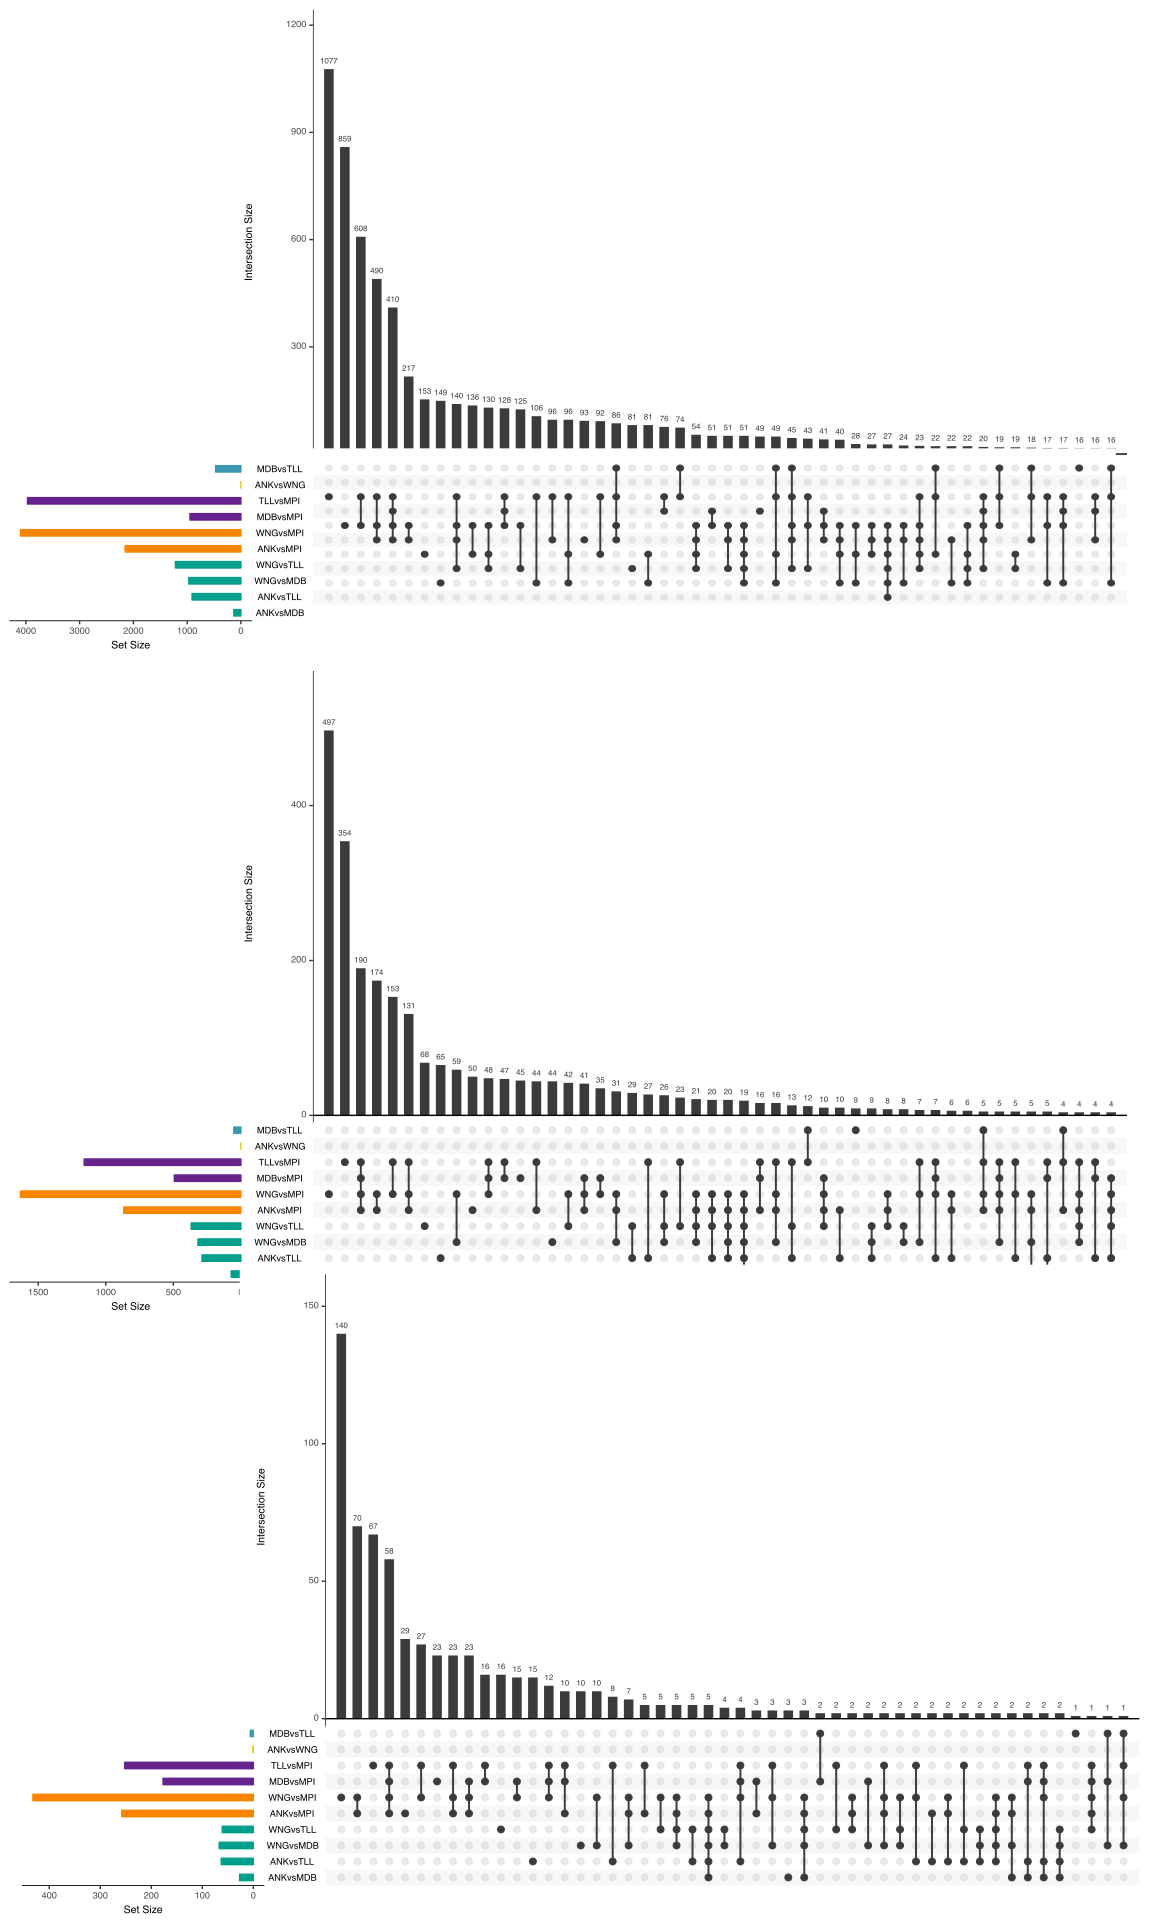 1200
900
600
300
Intersection Size
1077
859
608
490
410
217
153 149 140 136 130 128 125 106 96 96 93 92 86 81 81 76 74 54 51 51 51 49 49 45 43 41 40 28 27 27 24 23 22 22 22 20 19 19 18 17 17 16 16 16
MDBvsTLL
ANKvsWNG
TLLvsMPI
MDBvsMPI
WNGvsMPI
ANKvsMPI
WNGvsTLL
WNGvsMDB
ANKvsTLL
ANKvsMDB
4000 3000 2000 1000 0
Set Size
400
200
0
Intersection Size
497
354
190
174
153
131
68 65 59 50 48 47 45 44 44 42 41 35 31 29 27 26 23 21 20 20 19 16 16 13 12 10 10 9 9 8 8 7 7 6 6 5 5 5 5 5 4 4 4 4
MDBvsTLL
ANKvsWNG
TLLvsMPI
MDBvsMPI
WNGvsMPI
ANKvsMPI
WNGvsTLL
WNGvsMDB
ANKvsTLL
1500 1000 500
Set Size
150
100
50
0
Intersection Size
140
70
67
58
29 27 23 23 23 16 16 15 15 12 10 10 10 8 7 5 5 5 5 5 4 4 3 3 3 3 2 2 2 2 2 2 2 2 2 2 2 2 2 2 2 2 1 1 1 1
MDBvsTLL
ANKvsWNG
TLLvsMPI
MDBvsMPI
WNGvsMPI
ANKvsMPI
WNGvsTLL
WNGvsMDB
ANKvsTLL
ANKvsMDB
400 300 200 100 0
Set Size